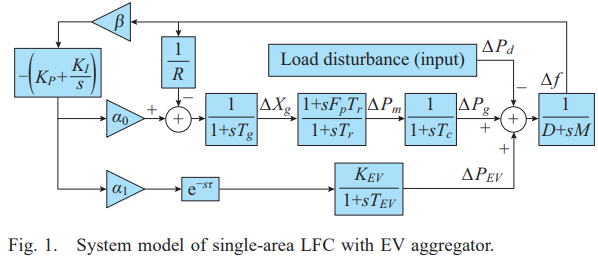 β
-(K_P+K_I/s)
1/R
Load disturbance (input)
ΔP_d
Δf
α_0
+
−
+
1/1+sT_g
ΔX_g
1+sF_pT_r/1+sT_r
ΔP_m
1/1+sT_c
ΔP_g
+
−
+
+
1/D+sM
α_1
e^{-sτ}
K_EV/1+sT_EV
ΔP_EV
Fig. 1. System model of single-area LFC with EV aggregator.